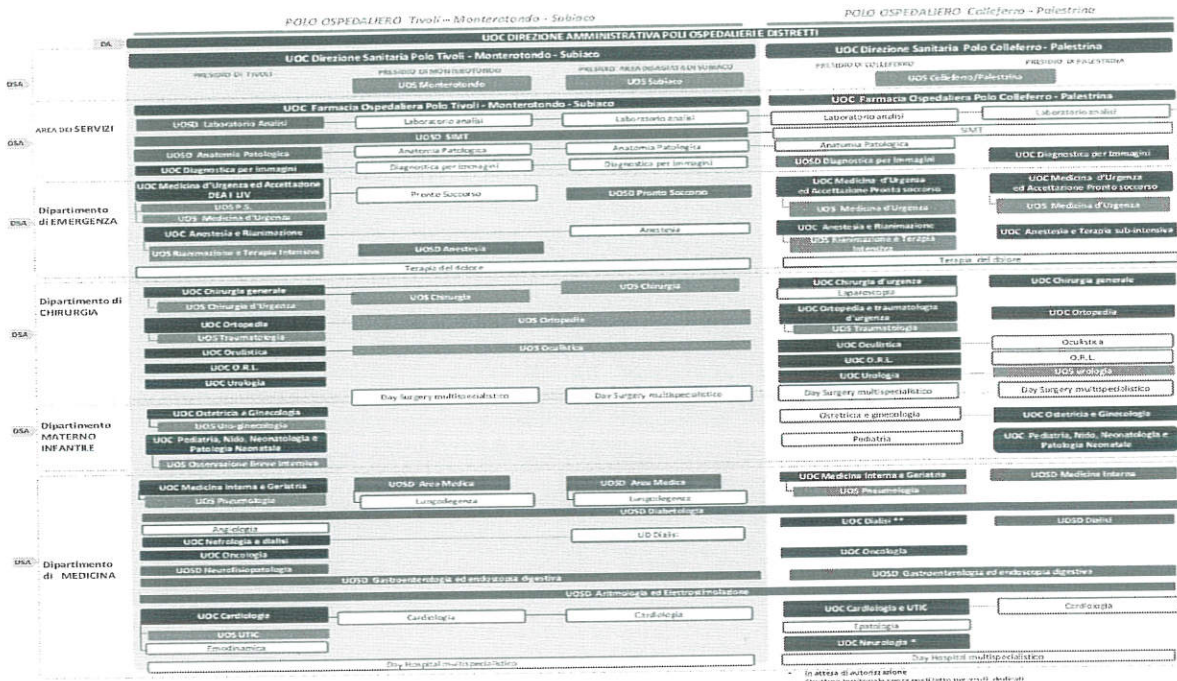 POLO OSPEDALIERO Tivoli – Monterotondo - Subiaco
POLO OSPEDALIERO Colleferro - Palestrina
DA
UOC DIREZIONE AMMINISTRATIVA POLI OSPEDALIERI E DISTRETTI
UOC Direzione Sanitaria Polo Tivoli - Monterotondo - Subiaco
UOC Direzione Sanitaria Polo Colleferro - Palestrina
PRESIDIO DI TIVOLI
PRESIDIO DI MONTEROTONDO
PRESIDIO AREA DISAGIATA DI SUBIACO
PRESIDIO DI COLLEFERRO
PRESIDIO DI PALESTRINA
DSA
UOS Monterotondo
UOS Subiaco
UOS Colleferro/Palestrina
UOC Farmacia Ospedaliera Polo Tivoli - Monterotondo - Subiaco
UOC Farmacia Ospedaliera Polo Colleferro - Palestrina
AREA DEI SERVIZI
DSA
UOSD Laboratorio Analisi
Laboratorio analisi
Laboratorio analisi
Laboratorio analisi
Laboratorio analisi
UOSD SIMT
SIMT
UOSD Anatomia Patologica
Anatomia Patologica
Anatomia Patologica
Anatomia Patologica
UOC Diagnostica per Immagini
Diagnostica per Immagini
Diagnostica per Immagini
UOSD Diagnostica per Immagini
UOC Diagnostica per Immagini
Dipartimento
di EMERGENZA
DSA
UOC Medicina d'Urgenza ed Accettazione
DEA I LIV
Pronto Soccorso
UOSD Pronto Soccorso
UOC Medicina d'Urgenza
ed Accettazione Pronto soccorso
UOC Medicina d'Urgenza
ed Accettazione Pronto soccorso
UOS P.S.
UOS Medicina d'Urgenza
UOS Medicina d'Urgenza
UOS Medicina d'Urgenza
UOC Anestesia e Rianimazione
Anestesia
UOC Anestesia e Rianimazione
UOC Anestesia e Terapia sub-intensiva
UOS Rianimazione e Terapia Intensiva
UOSD Anestesia
UOS Rianimazione e Terapia
Intensiva
Terapia del dolore
Terapia del dolore
Dipartimento di
CHIRURGIA
DSA
UOC Chirurgia generale
UOS Chirurgia
UOC Chirurgia d'urgenza
UOC Chirurgia generale
UOS Chirurgia d'Urgenza
UOS Chirurgia
Laparoscopia
UOC Ortopedia
UOS Ortopedia
UOC Ortopedia e traumatologia
d'urgenza
UOC Ortopedia
UOS Traumatologia
UOS Traumatologia
UOC Oculistica
UOS Oculistica
UOC Oculistica
Oculistica
UOC O.R.L.
UOC O.R.L.
O.R.L.
UOC Urologia
UOC Urologia
UOS urologia
Day Surgery multispecialistico
Day Surgery multispecialistico
Day Surgery multispecialistico
Day Surgery multispecialistico
Dipartimento
MATERNO
INFANTILE
DSA
UOC Ostetricia e Ginecologia
Ostetricia e ginecologia
UOC Ostetricia e Ginecologia
UOS Uro-ginecologia
UOC Pediatria, Nido, Neonatologia e
Patologia Neonatale
Pediatria
UOC Pediatria, Nido, Neonatologia e
Patologia Neonatale
UOS Osservazione Breve Intensiva
Dipartimento
di MEDICINA
DSA
UOC Medicina Interna e Geriatria
UOSD Area Medica
UOSD Area Medica
UOC Medicina Interna e Geriatria
UOSD Medicina Interna
UOS Pneumologia
Lungodegenza
Lungodegenza
UOS Pneumologia
UOSD Diabetologia
Angiologia
UOC Dialisi **
UOSD Dialisi
UOC Nefrologia e dialisi
UD Dialisi
UOC Oncologia
UOC Oncologia
UOSD Neurofisiopatologia
UOSD Gastroenterologia ed endoscopia digestiva
UOSD Gastroenterologia ed endoscopia digestiva
UOSD Aritmologia ed Elettrostimolazione
UOC Cardiologia
Cardiologia
Cardiologia
UOC Cardiologia e UTIC
Cardiologia
UOS UTIC
Epatologia
Emodinamica
UOC Neurologia *
Day Hospital multispecialistico
Day Hospital multispecialistico
* In attesa di autorizzazione